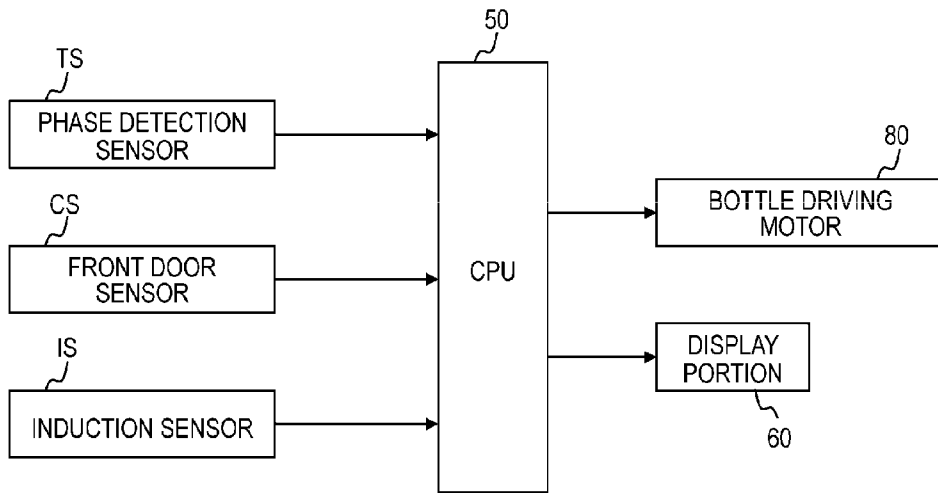 50
TS
PHASE DETECTION
SENSOR
80
BOTTLE DRIVING
MOTOR
CS
FRONT DOOR
SENSOR
CPU
IS
DISPLAY
PORTION
INDUCTION SENSOR
60